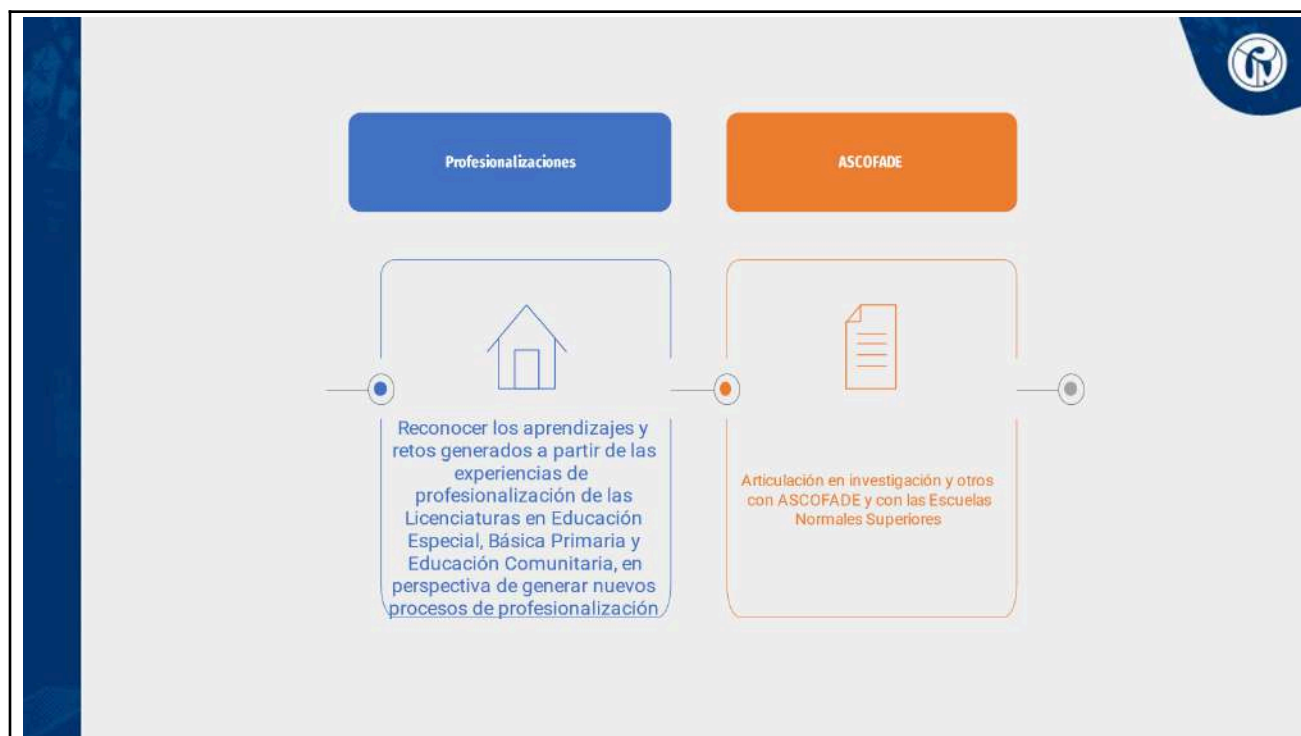 Profesionalizaciones
ASCOFADE
Reconocer los aprendizajes y
retos generados a partir de las
experiencias de
profesionalización de las
Licenciaturas en Educación
Especial, Básica Primaria y
Educación Comunitaria, en
perspectiva de generar nuevos
procesos de profesionalización
Articulación en investigación y otros
con ASCOFADE y con las Escuelas
Normales Superiores